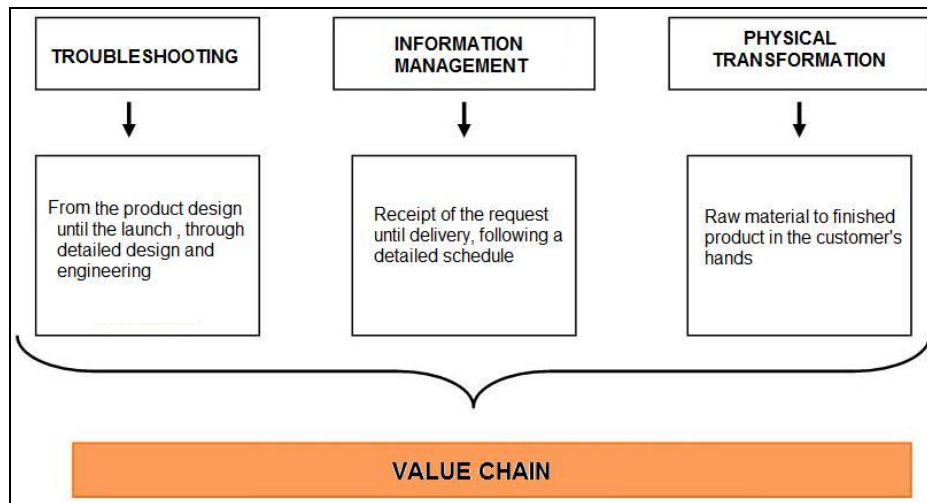 TROUBLESHOOTING
INFORMATION
MANAGEMENT
PHYSICAL
TRANSFORMATION
From the product design
until the launch , through
detailed design and
engineering
Receipt of the request
until delivery, following a
detailed schedule
Raw material to finished
product in the customer's
hands
VALUE CHAIN